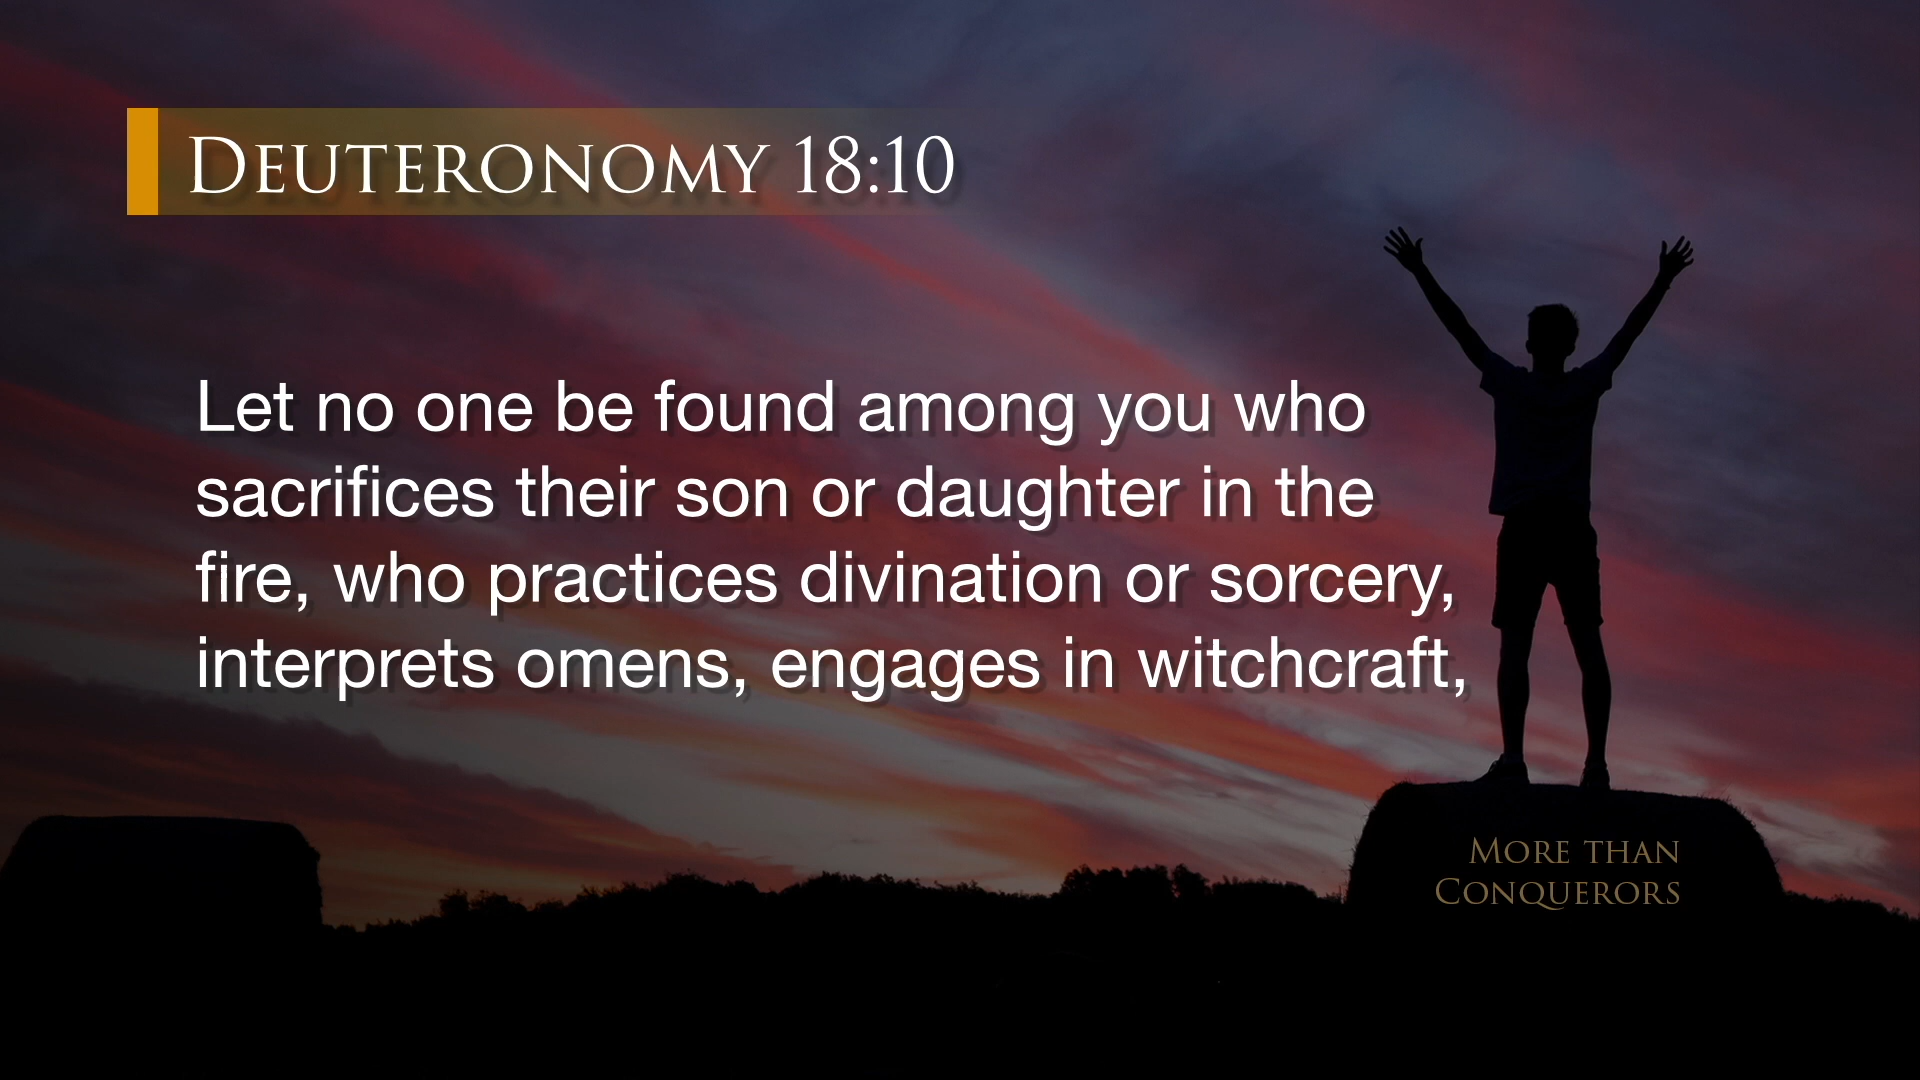 DEUTERONOMY 18:10
Let no one be found among you who
sacrifices their son or daughter in the
fire, who practices divination or sorcery,
interprets omens, engages in witchcraft,
MORE THAN
CONQUERORS